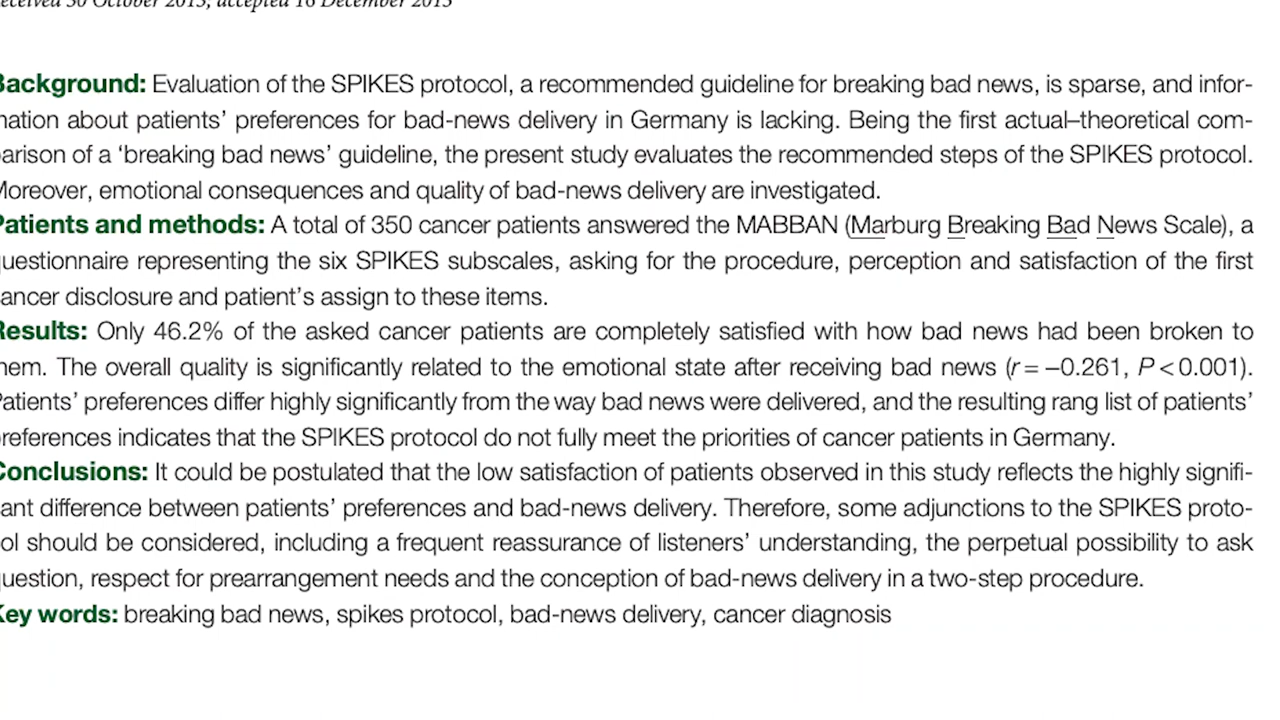 eceived 30 October 2013; accepted 16 December 2013
Background: Evaluation of the SPIKES protocol, a recommended guideline for breaking bad news, is sparse, and infor-
mation about patients' preferences for bad-news delivery in Germany is lacking. Being the first actual–theoretical com-
parison of a 'breaking bad news' guideline, the present study evaluates the recommended steps of the SPIKES protocol.
Moreover, emotional consequences and quality of bad-news delivery are investigated.
Patients and methods: A total of 350 cancer patients answered the MABBAN (Marburg Breaking Bad News Scale), a
questionnaire representing the six SPIKES subscales, asking for the procedure, perception and satisfaction of the first
ancer disclosure and patient's assign to these items.
Results: Only 46.2% of the asked cancer patients are completely satisfied with how bad news had been broken to
hem. The overall quality is significantly related to the emotional state after receiving bad news (r = −0.261, P < 0.001).
Patients' preferences differ highly significantly from the way bad news were delivered, and the resulting rang list of patients'
preferences indicates that the SPIKES protocol do not fully meet the priorities of cancer patients in Germany.
Conclusions: It could be postulated that the low satisfaction of patients observed in this study reflects the highly signifi-
ant difference between patients' preferences and bad-news delivery. Therefore, some adjunctions to the SPIKES proto-
ol should be considered, including a frequent reassurance of listeners' understanding, the perpetual possibility to ask
question, respect for prearrangement needs and the conception of bad-news delivery in a two-step procedure.
Key words: breaking bad news, spikes protocol, bad-news delivery, cancer diagnosis